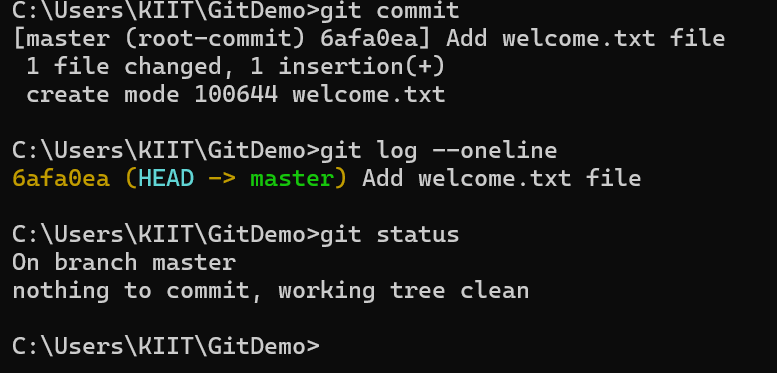 C:\Users\KIIT\GitDemo>git commit
[master (root-commit) 6afa0ea] Add welcome.txt file
 1 file changed, 1 insertion(+)
 create mode 100644 welcome.txt

C:\Users\KIIT\GitDemo>git log --oneline
6afa0ea (HEAD -> master) Add welcome.txt file

C:\Users\KIIT\GitDemo>git status
On branch master
nothing to commit, working tree clean

C:\Users\KIIT\GitDemo>